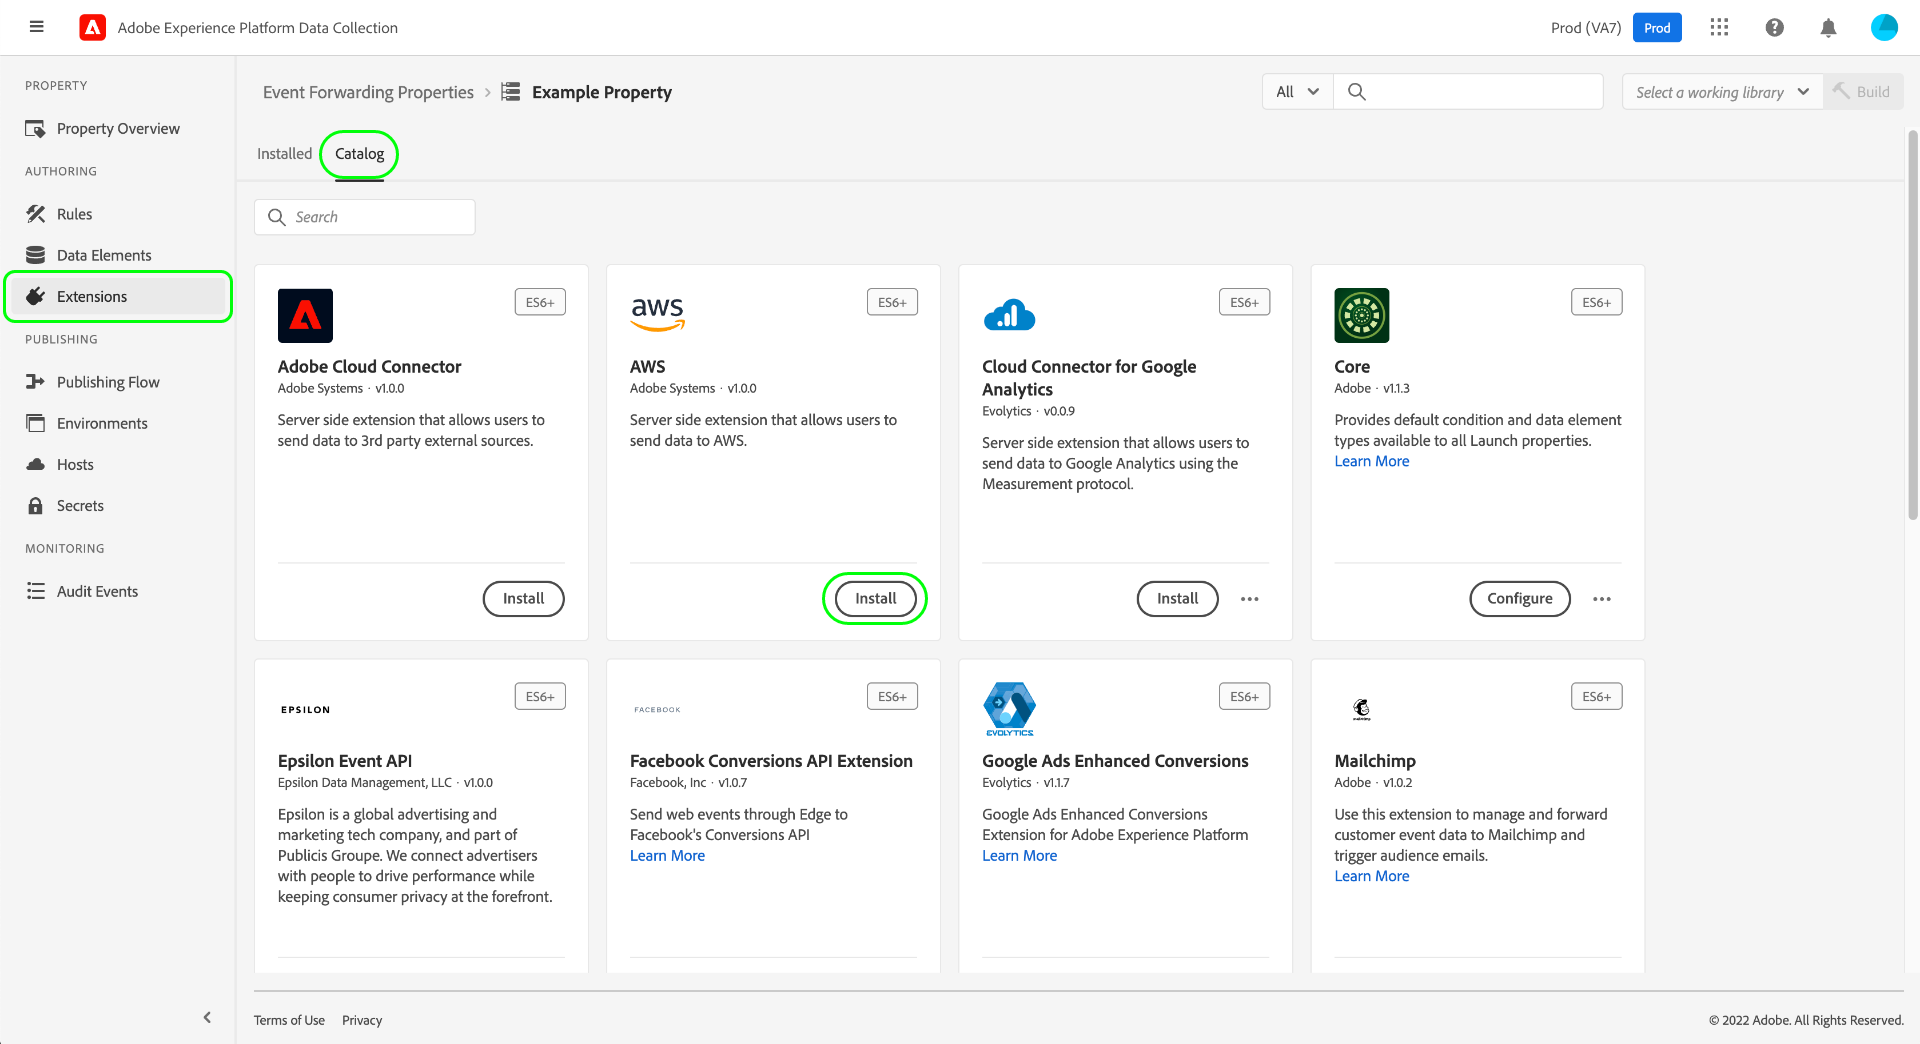 Adobe Experience Platform Data Collection
Prod (VA7)
Prod
PROPERTY
Property Overview
AUTHORING
Rules
Data Elements
Extensions
PUBLISHING
Publishing Flow
Environments
Hosts
Secrets
MONITORING
Audit Events
Event Forwarding Properties
Example Property
All
Select a working library
Build
Installed
Catalog
Search
ES6+
Adobe Cloud Connector
Adobe Systems · v1.0.0
Server side extension that allows users to
send data to 3rd party external sources.
Install
aws
ES6+
AWS
Adobe Systems · v1.0.0
Server side extension that allows users to
send data to AWS.
Install
ES6+
Cloud Connector for Google
Analytics
Evolytics · v0.0.9
Server side extension that allows users to
send data to Google Analytics using the
Measurement protocol.
Install
ES6+
Core
Adobe · v1.1.3
Provides default condition and data element
types available to all Launch properties.
Learn More
Configure
EPSILON
ES6+
Epsilon Event API
Epsilon Data Management, LLC · v1.0.0
Epsilon is a global advertising and
marketing tech company, and part of
Publicis Groupe. We connect advertisers
with people to drive performance while
keeping consumer privacy at the forefront.
FACEBOOK
ES6+
Facebook Conversions API Extension
Facebook, Inc · v1.0.7
Send web events through Edge to
Facebook's Conversions API
Learn More
EVOLYTICS
ES6+
Google Ads Enhanced Conversions
Evolytics · v1.1.7
Google Ads Enhanced Conversions
Extension for Adobe Experience Platform
Learn More
mailchimp
ES6+
Mailchimp
Adobe · v1.0.2
Use this extension to manage and forward
customer event data to Mailchimp and
trigger audience emails.
Learn More
Terms of Use
Privacy
© 2022 Adobe. All Rights Reserved.